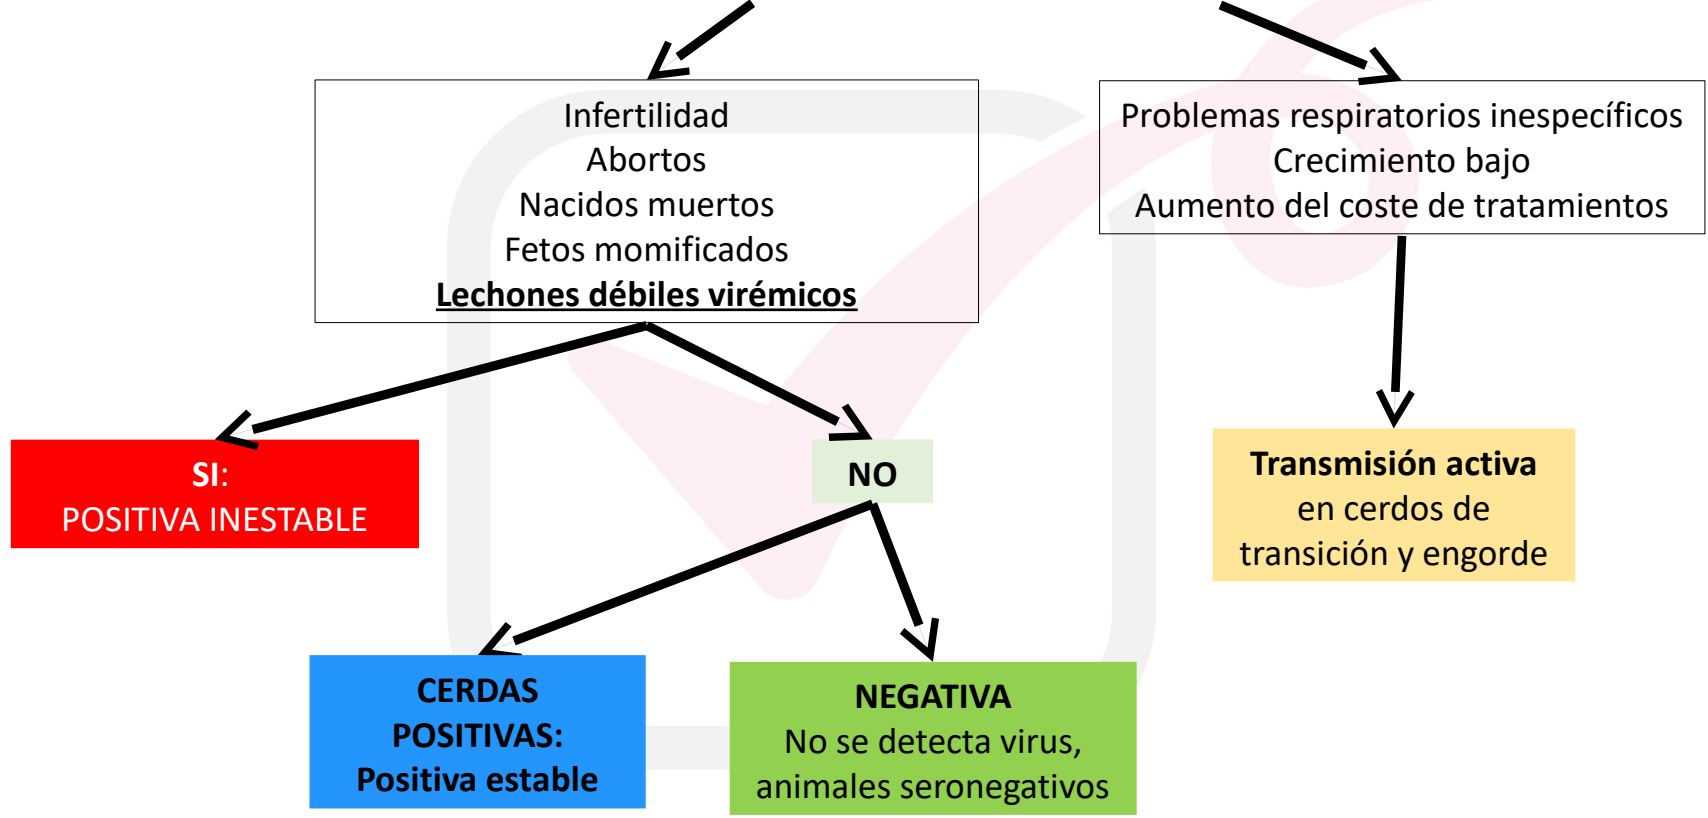 Infertilidad
Abortos
Nacidos muertos
Fetos momificados
Lechones débiles virémicos
Problemas respiratorios inespecíficos
Crecimiento bajo
Aumento del coste de tratamientos
SI:
POSITIVA INESTABLE
NO
Transmisión activa
en cerdos de
transición y engorde
CERDAS
POSITIVAS:
Positiva estable
NEGATIVA
No se detecta virus,
animales seronegativos